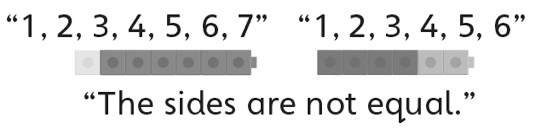 “1, 2, 3, 4, 5, 6, 7” “1, 2, 3, 4, 5, 6”
“The sides are not equal.”